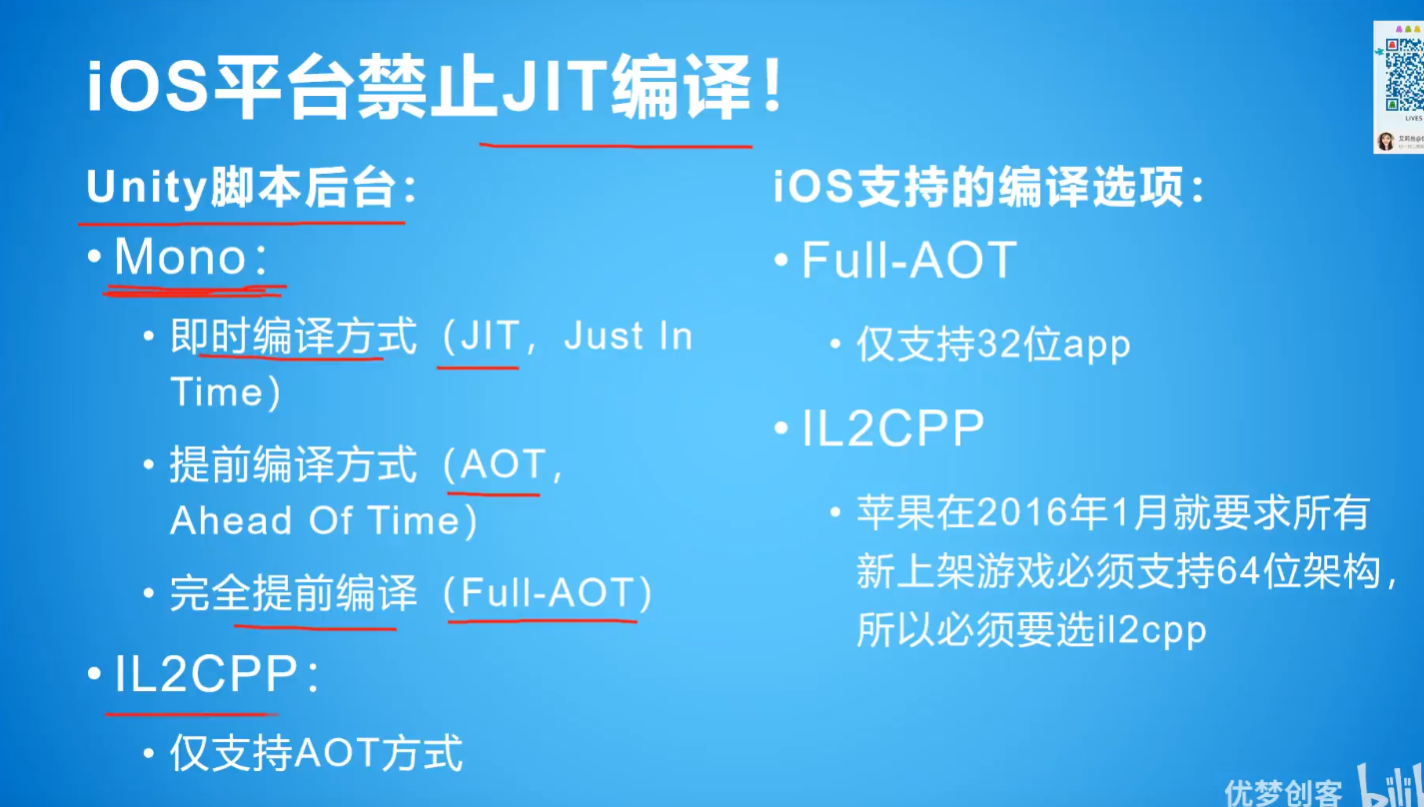 iOS平台禁止JIT编译！
Unity脚本后台：
• Mono：
• 即时编译方式（JIT，Just In
Time）
• 提前编译方式（AOT，
Ahead Of Time）
• 完全提前编译（Full-AOT）
• IL2CPP：
• 仅支持AOT方式
iOS支持的编译选项：
• Full-AOT
• 仅支持32位app
• IL2CPP
• 苹果在2016年1月就要求所有
新上架游戏必须支持64位架构，
所以必须要选il2cpp
LIVES
优梦创客